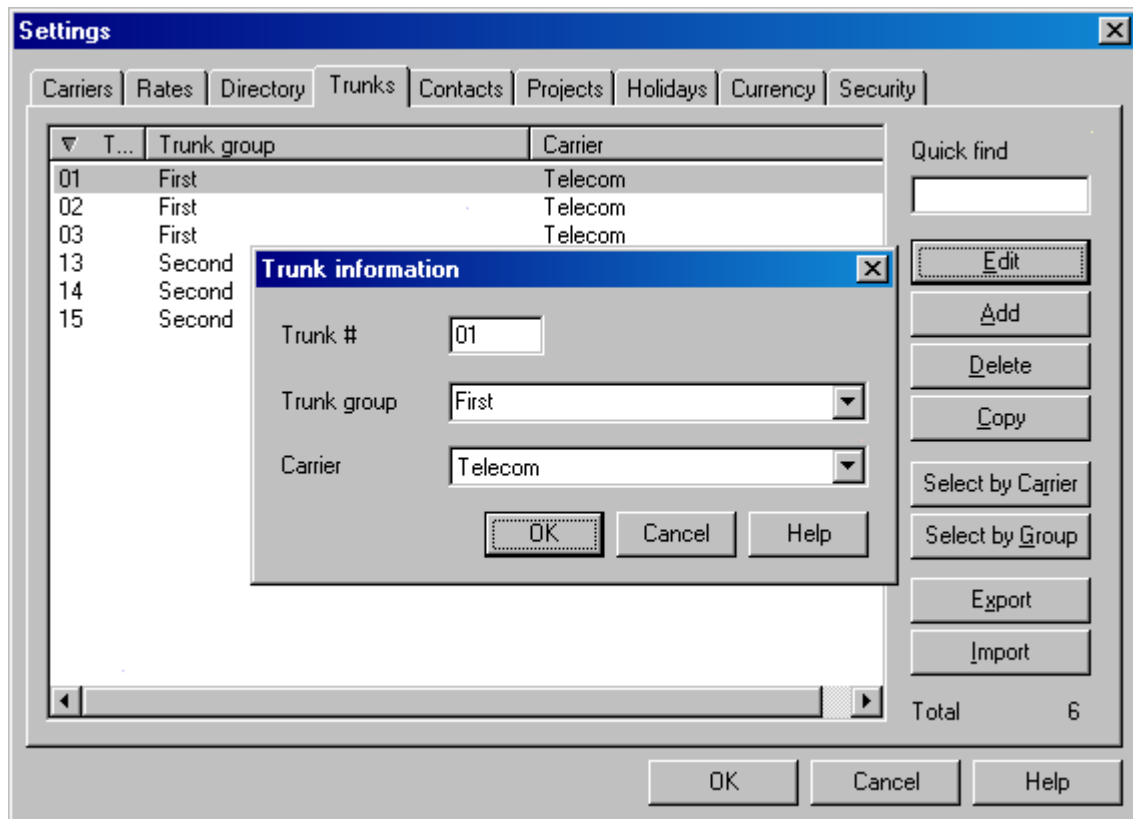 Settings
Carriers Rates Directory Trunks Contacts Projects Holidays Currency Security
T... Trunk group Carrier
Quick find
01 First Telecom
02 First Telecom
03 First Telecom
13 Second
14 Second
15 Second
Trunk information
Trunk # 01
Trunk group First
Carrier Telecom
OK Cancel Help
Edit
Add
Delete
Copy
Select by Carrier
Select by Group
Export
Import
Total 6
OK Cancel Help